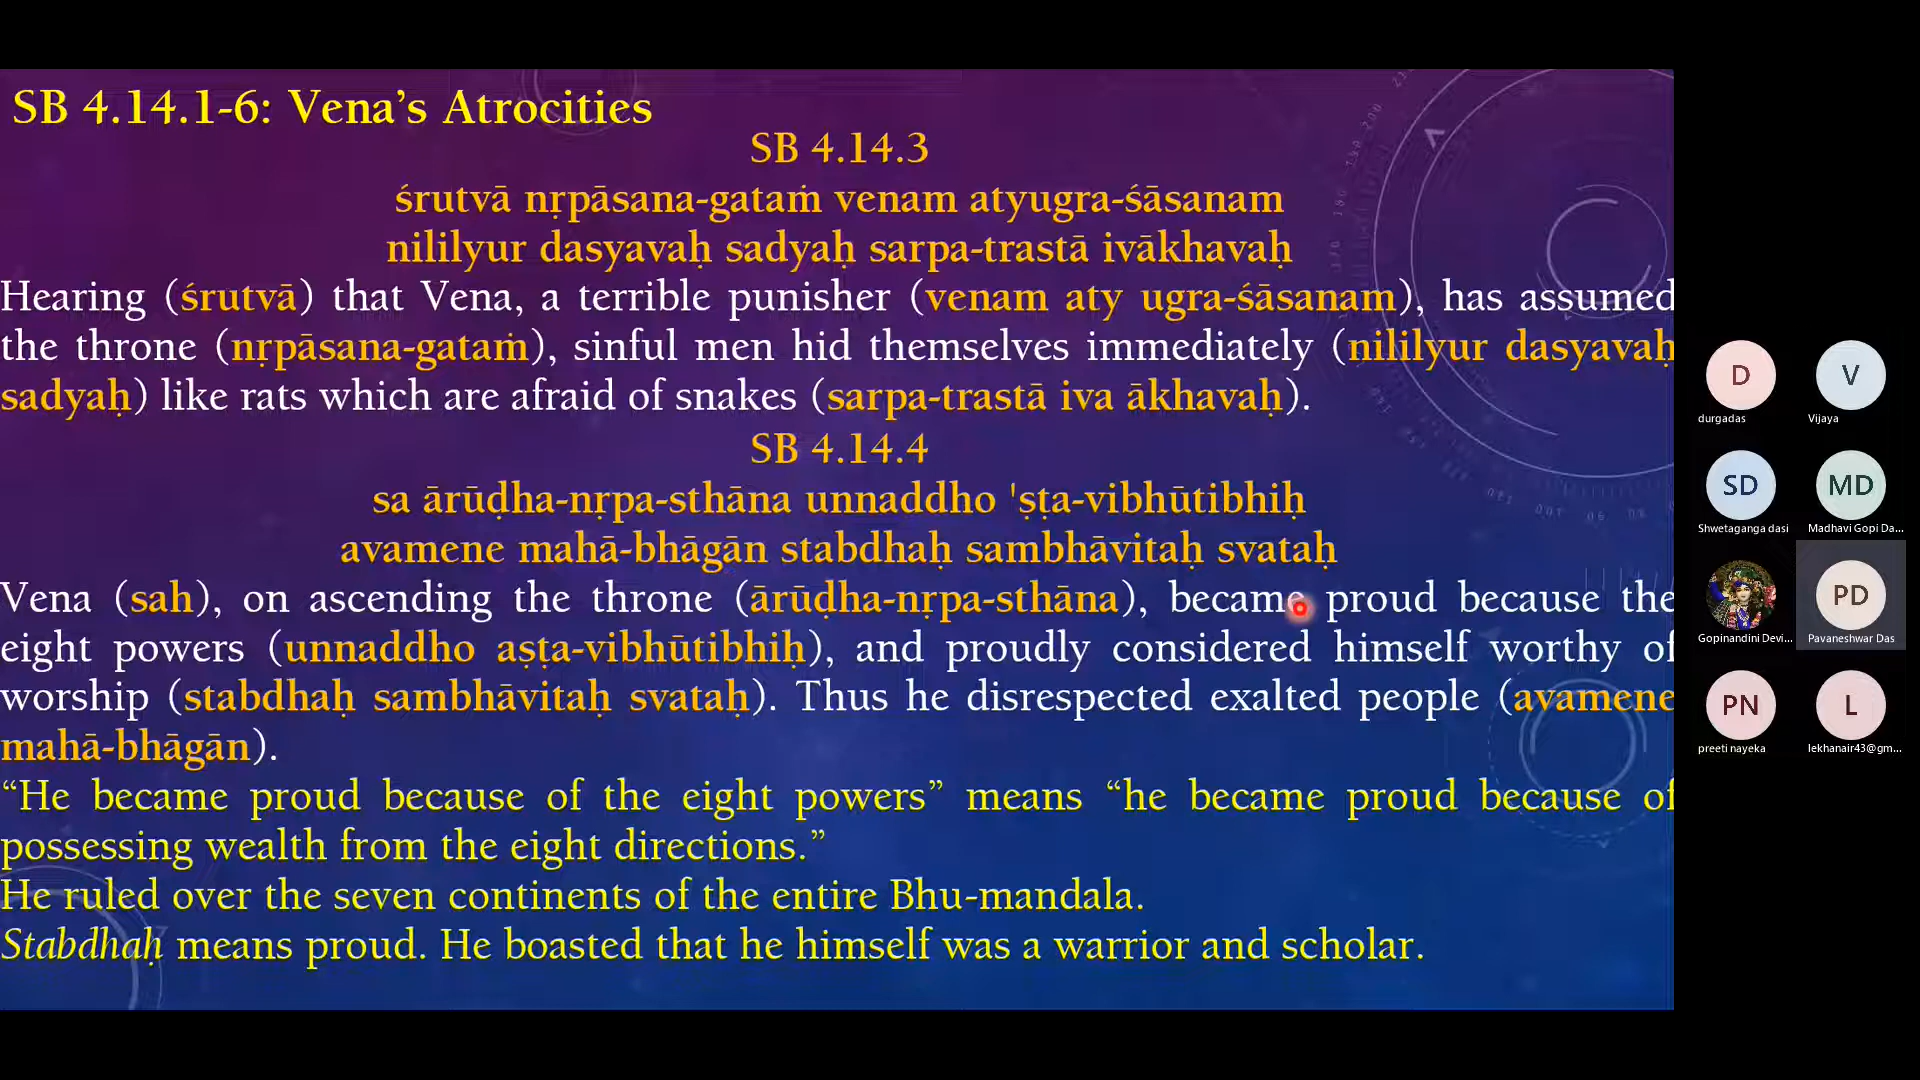 SB 4.14.1-6: Vena’s Atrocities
SB 4.14.3
śrutvā nṛpāsana-gataṁ venam atyugra-śāsanam
nililyur dasyavaḥ sadyaḥ sarpa-trastā ivākhavaḥ
Hearing (śrutvā) that Vena, a terrible punisher (venam aty ugra-śāsanam), has assumed
the throne (nṛpāsana-gataṁ), sinful men hid themselves immediately (nililyur dasyavaḥ
sadyaḥ) like rats which are afraid of snakes (sarpa-trastā iva ākhavaḥ).
SB 4.14.4
sa ārūḍha-nṛpa-sthāna unnaddho 'ṣṭa-vibhūtibhiḥ
avamene mahā-bhāgān stabdhaḥ sambhāvitaḥ svataḥ
Vena (sah), on ascending the throne (ārūḍha-nṛpa-sthāna), became proud because the
eight powers (unnaddho aṣṭa-vibhūtibhiḥ), and proudly considered himself worthy of
worship (stabdhaḥ sambhāvitaḥ svataḥ). Thus he disrespected exalted people (avamene
mahā-bhāgān).
“He became proud because of the eight powers” means “he became proud because of
possessing wealth from the eight directions.”
He ruled over the seven continents of the entire Bhu-mandala.
Stabdhaḥ means proud. He boasted that he himself was a warrior and scholar.
D
durgadas
V
Vijaya
SD
Shwetaganga dasi
MD
Madhavi Gopi Da...
Gopinandini Devi...
PD
Pavaneshwar Das
PN
preeti nayeka
L
lekhanair43@gm...